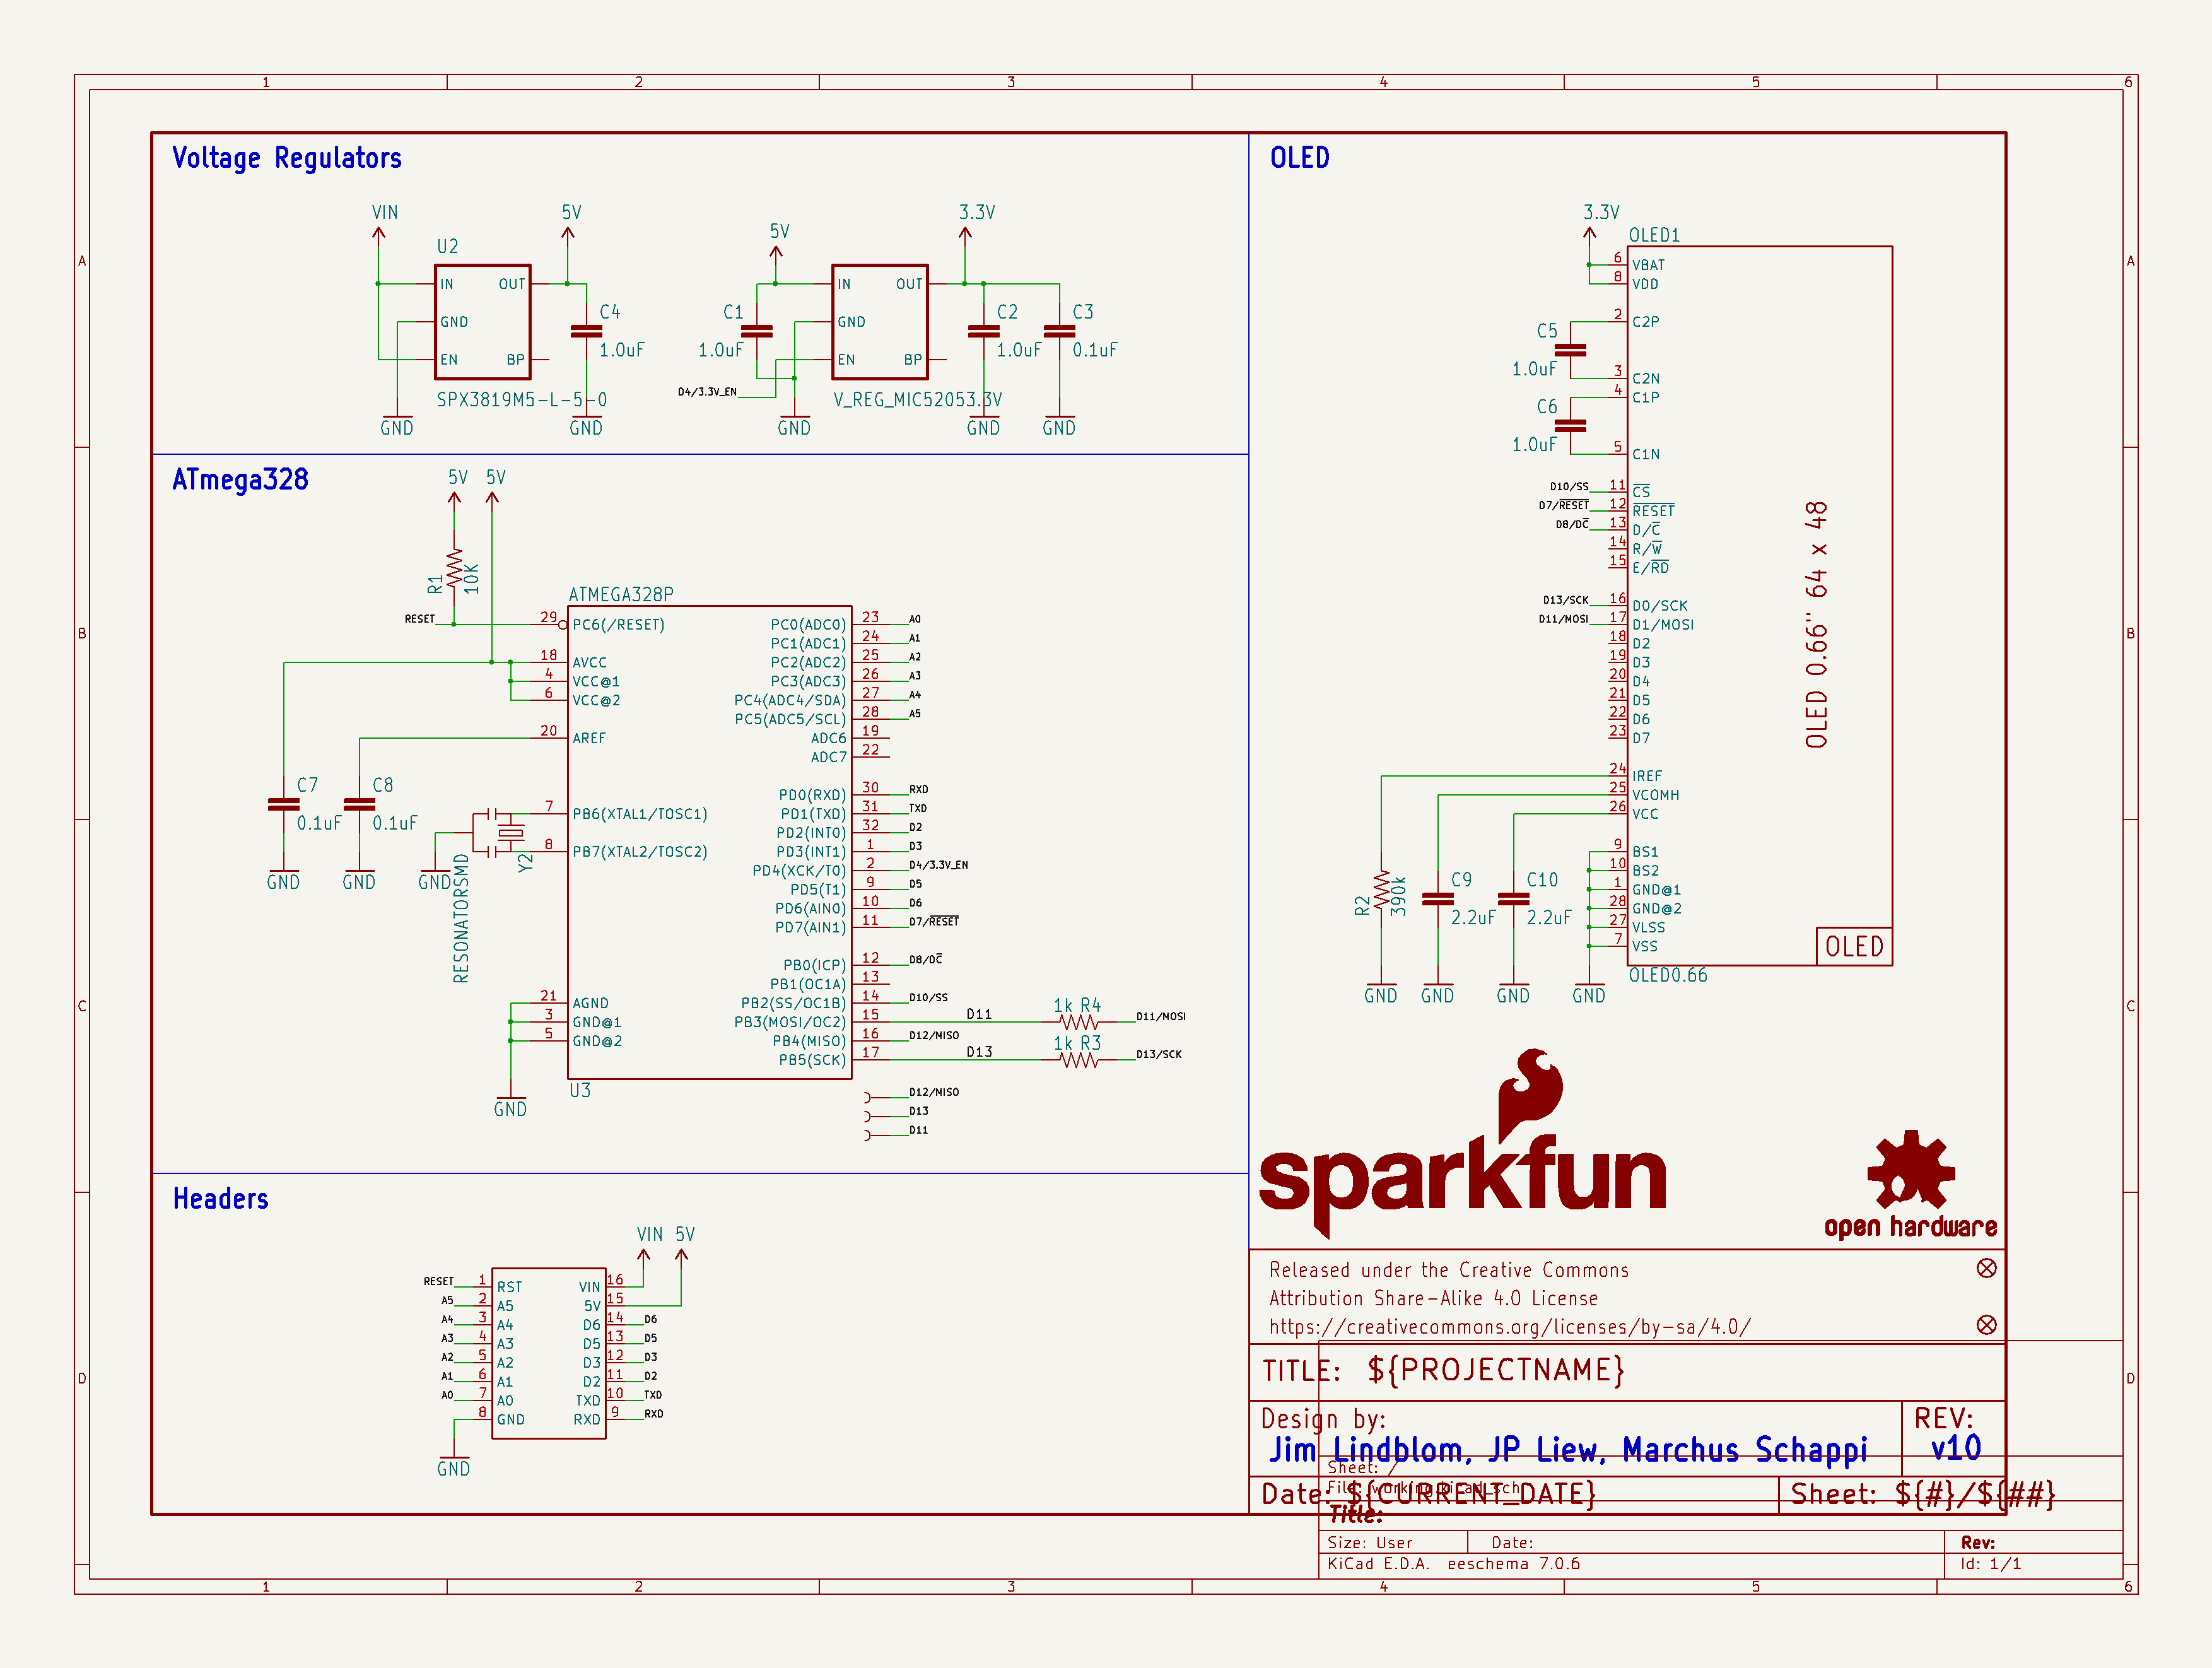 1 2 3 4 5 6
A A
B B
C C
D D
Voltage Regulators
VIN
5V
U2
IN
OUT
GND
EN
BP
SPX3819M5-L-5-0
C4
1.0uF
GND
GND
5V
3.3V
IN
OUT
GND
EN
BP
V_REG_MIC52053.3V
C1
1.0uF
D4/3.3V_EN
C2
1.0uF
C3
0.1uF
GND
GND
GND
ATmega328
5V 5V
R1
10K
RESET
ATMEGA328P
29 PC6(/RESET)
18 AVCC
4 VCC@1
6 VCC@2
20 AREF
7 PB6(XTAL1/TOSC1)
8 PB7(XTAL2/TOSC2)
21 AGND
3 GND@1
5 GND@2
PC0(ADC0) 23 A0
PC1(ADC1) 24 A1
PC2(ADC2) 25 A2
PC3(ADC3) 26 A3
PC4(ADC4/SDA) 27 A4
PC5(ADC5/SCL) 28 A5
ADC6 19
ADC7 22
PD0(RXD) 30 RXD
PD1(TXD) 31 TXD
PD2(INT0) 32 D2
PD3(INT1) 1 D3
PD4(XCK/T0) 2 D4/3.3V_EN
PD5(T1) 9 D5
PD6(AIN0) 10 D6
PD7(AIN1) 11 D7/RESET
PB0(ICP) 12 D8/DC
PB1(OC1A) 13
PB2(SS/OC1B) 14 D10/SS
PB3(MOSI/OC2) 15 D11 1k R4 D11/MOSI
PB4(MISO) 16 D12/MISO
PB5(SCK) 17 D13 1k R3 D13/SCK
U3
D12/MISO
D13
D11
C7
0.1uF
C8
0.1uF
Y2
RESONATORSMD
GND
GND
GND
GND
Headers
VIN 5V
RESET 1 RST
A5 2 A5
A4 3 A4
A3 4 A3
A2 5 A2
A1 6 A1
A0 7 A0
8 GND
VIN 16
5V 15
D6 14 D6
D5 13 D5
D3 12 D3
D2 11 D2
TXD 10 TXD
RXD 9 RXD
GND
OLED
3.3V
OLED1
6 VBAT
8 VDD
2 C2P
C5
1.0uF
3 C2N
4 C1P
C6
1.0uF
5 C1N
D10/SS 11 CS
D7/RESET 12 RESET
D8/DC 13 D/C
14 R/W
15 E/RD
D13/SCK 16 D0/SCK
D11/MOSI 17 D1/MOSI
18 D2
19 D3
20 D4
21 D5
22 D6
23 D7
24 IREF
25 VCOMH
26 VCC
9 BS1
10 BS2
1 GND@1
28 GND@2
27 VLSS
7 VSS
OLED 0.66" 64 x 48
OLED
OLED0.66
R2
390k
C9
2.2uF
C10
2.2uF
GND
GND
GND
GND
sparkfun
open hardware
Released under the Creative Commons
Attribution Share-Alike 4.0 License
https://creativecommons.org/licenses/by-sa/4.0/
TITLE: ${PROJECTNAME}
Design by:
Jim Lindblom, JP Liew, Marchus Schappi
REV:
v10
Date: ${CURRENT_DATE}
Sheet: ${#}/${##}
Sheet: /
File: working.kicad_sch
Title:
Size: User
Date:
Rev:
KiCad E.D.A. eeschema 7.0.6
Id: 1/1
1 2 3 4 5 6